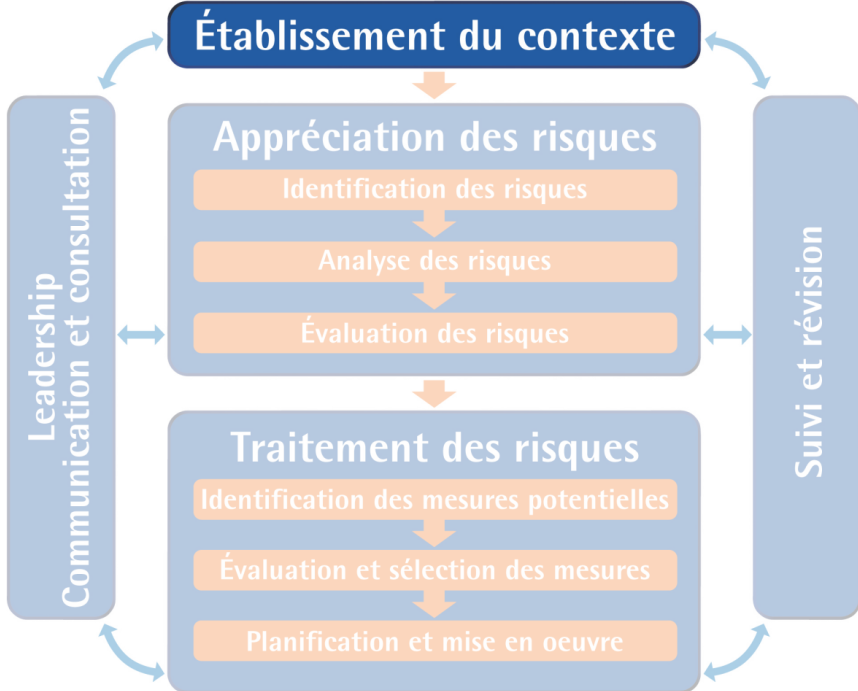 Établissement du contexte
Leadership
Communication et consultation
Appréciation des risques
Identification des risques
Analyse des risques
Évaluation des risques
Traitement des risques
Identification des mesures potentielles
Évaluation et sélection des mesures
Planification et mise en oeuvre
Suivi et révision